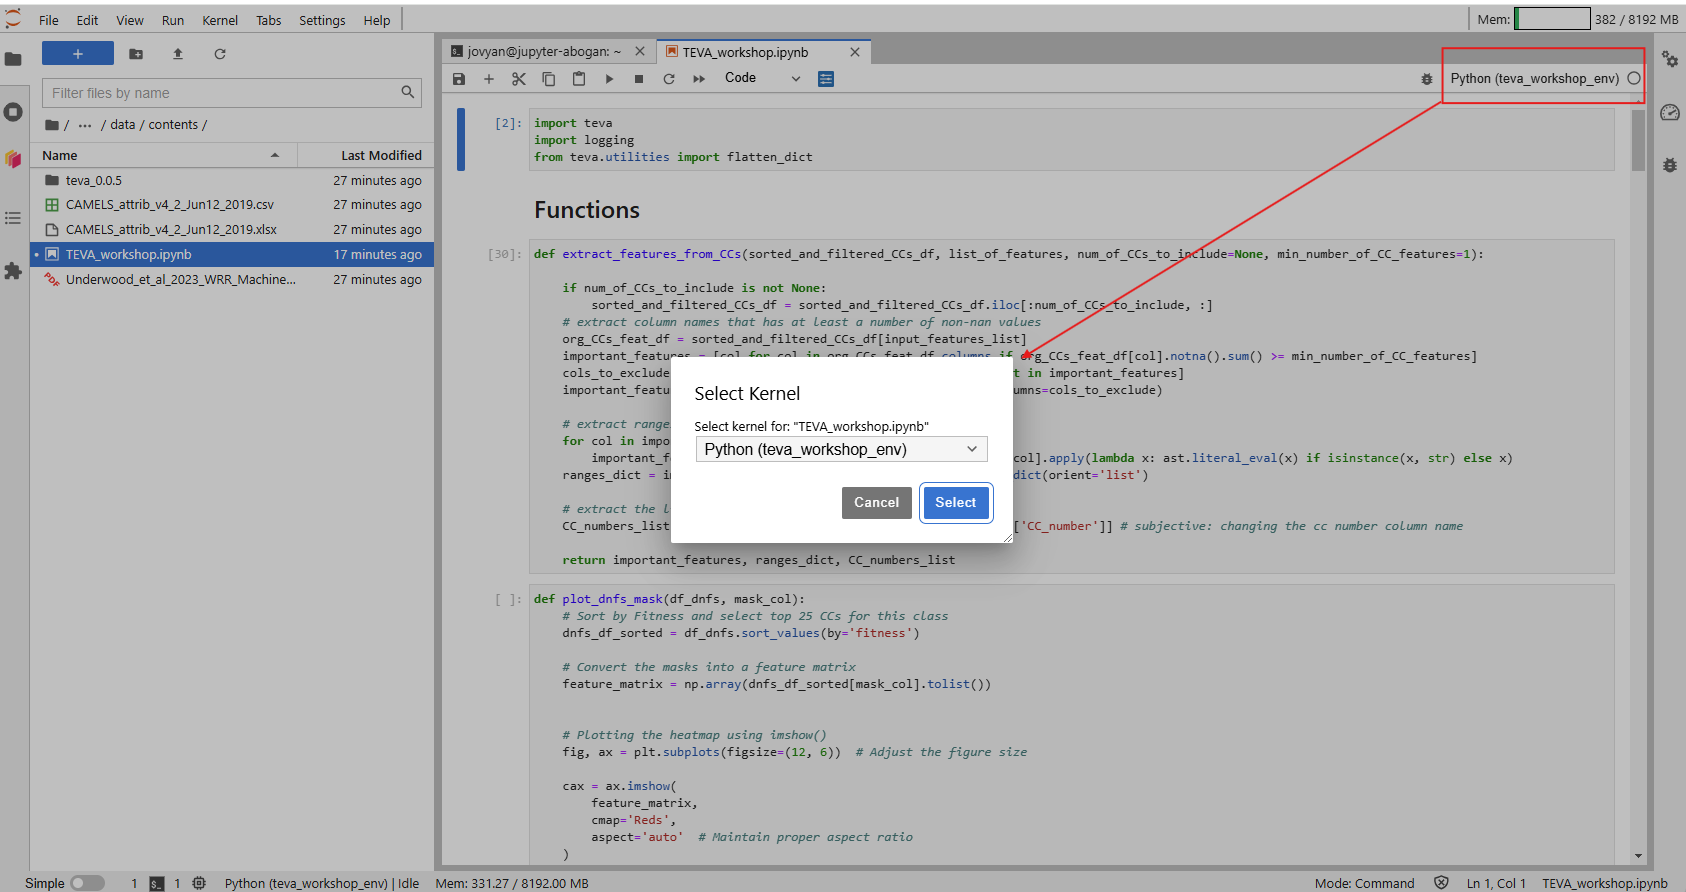 File Edit View Run Kernel Tabs Settings Help
Mem: 382 / 8192 MB
Filter files by name
/ ... / data / contents /
Name Last Modified
teva_0.0.5 27 minutes ago
CAMELS_attrib_v4_2_Jun12_2019.csv 27 minutes ago
CAMELS_attrib_v4_2_Jun12_2019.xlsx 27 minutes ago
TEVA_workshop.ipynb 17 minutes ago
Underwood_et_al_2023_WRR_Machine... 27 minutes ago
jovyan@jupyter-abogan: ~
TEVA_workshop.ipynb
Code
Python (teva_workshop_env)
[2]: import teva
import logging
from teva.utilities import flatten_dict
Functions
[30]: def extract_features_from_CCs(sorted_and_filtered_CCs_df, list_of_features, num_of_CCs_to_include=None, min_number_of_CC_features=1):
if num_of_CCs_to_include is not None:
sorted_and_filtered_CCs_df = sorted_and_filtered_CCs_df.iloc[:num_of_CCs_to_include, :]
# extract column names that has at least a number of non-nan values
org_CCs_feat_df = sorted_and_filtered_CCs_df[input_features_list]
important_features = [col for col in org_CCs_feat_df.columns if org_CCs_feat_df[col].notna().sum() >= min_number_of_CC_features]
cols_to_exclude t in important_features]
important_featu umns=cols_to_exclude)
# extract rang
for col in impo
important_f col].apply(lambda x: ast.literal_eval(x) if isinstance(x, str) else x)
ranges_dict = i dict(orient='list')
# extract the l
CC_numbers_list ['CC_number']] # subjective: changing the cc number column name
return important_features, ranges_dict, CC_numbers_list
Select Kernel
Select kernel for: "TEVA_workshop.ipynb"
Python (teva_workshop_env)
Cancel Select
[ ]: def plot_dnfs_mask(df_dnfs, mask_col):
# Sort by Fitness and select top 25 CCs for this class
dnfs_df_sorted = df_dnfs.sort_values(by='fitness')
# Convert the masks into a feature matrix
feature_matrix = np.array(dnfs_df_sorted[mask_col].tolist())
# Plotting the heatmap using imshow()
fig, ax = plt.subplots(figsize=(12, 6)) # Adjust the figure size
cax = ax.imshow(
feature_matrix,
cmap='Reds',
aspect='auto' # Maintain proper aspect ratio
)
Simple 1 1 Python (teva_workshop_env) | Idle Mem: 331.27 / 8192.00 MB
Mode: Command Ln 1, Col 1 TEVA_workshop.ipynb